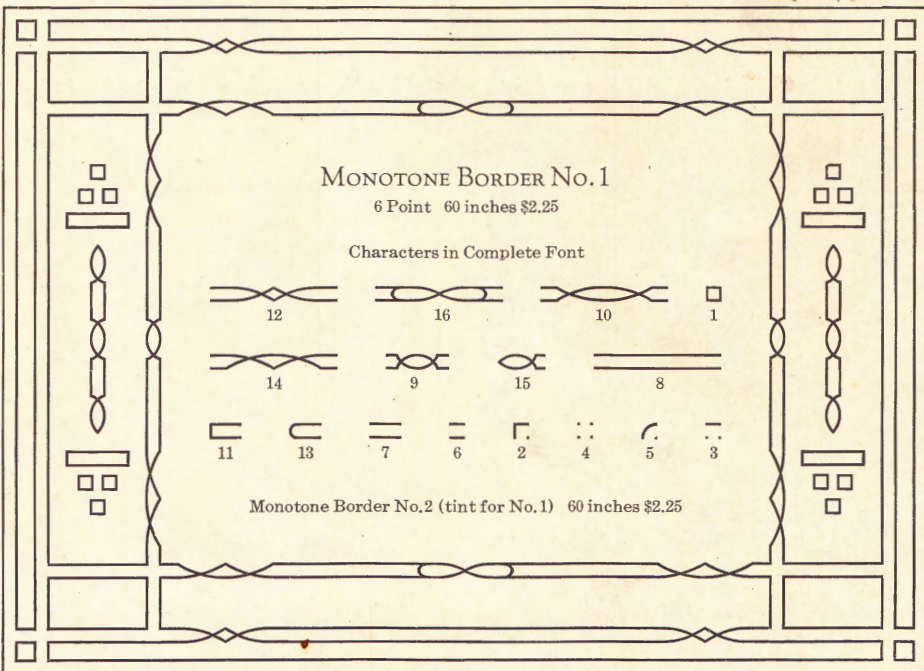 MONOTONE BORDER NO. 1
6 Point 60 inches $2.25
Characters in Complete Font
12 16 10 1
14 9 15 8
11 13 7 6 2 4 5 3
Monotone Border No. 2 (tint for No. 1) 60 inches $2.25